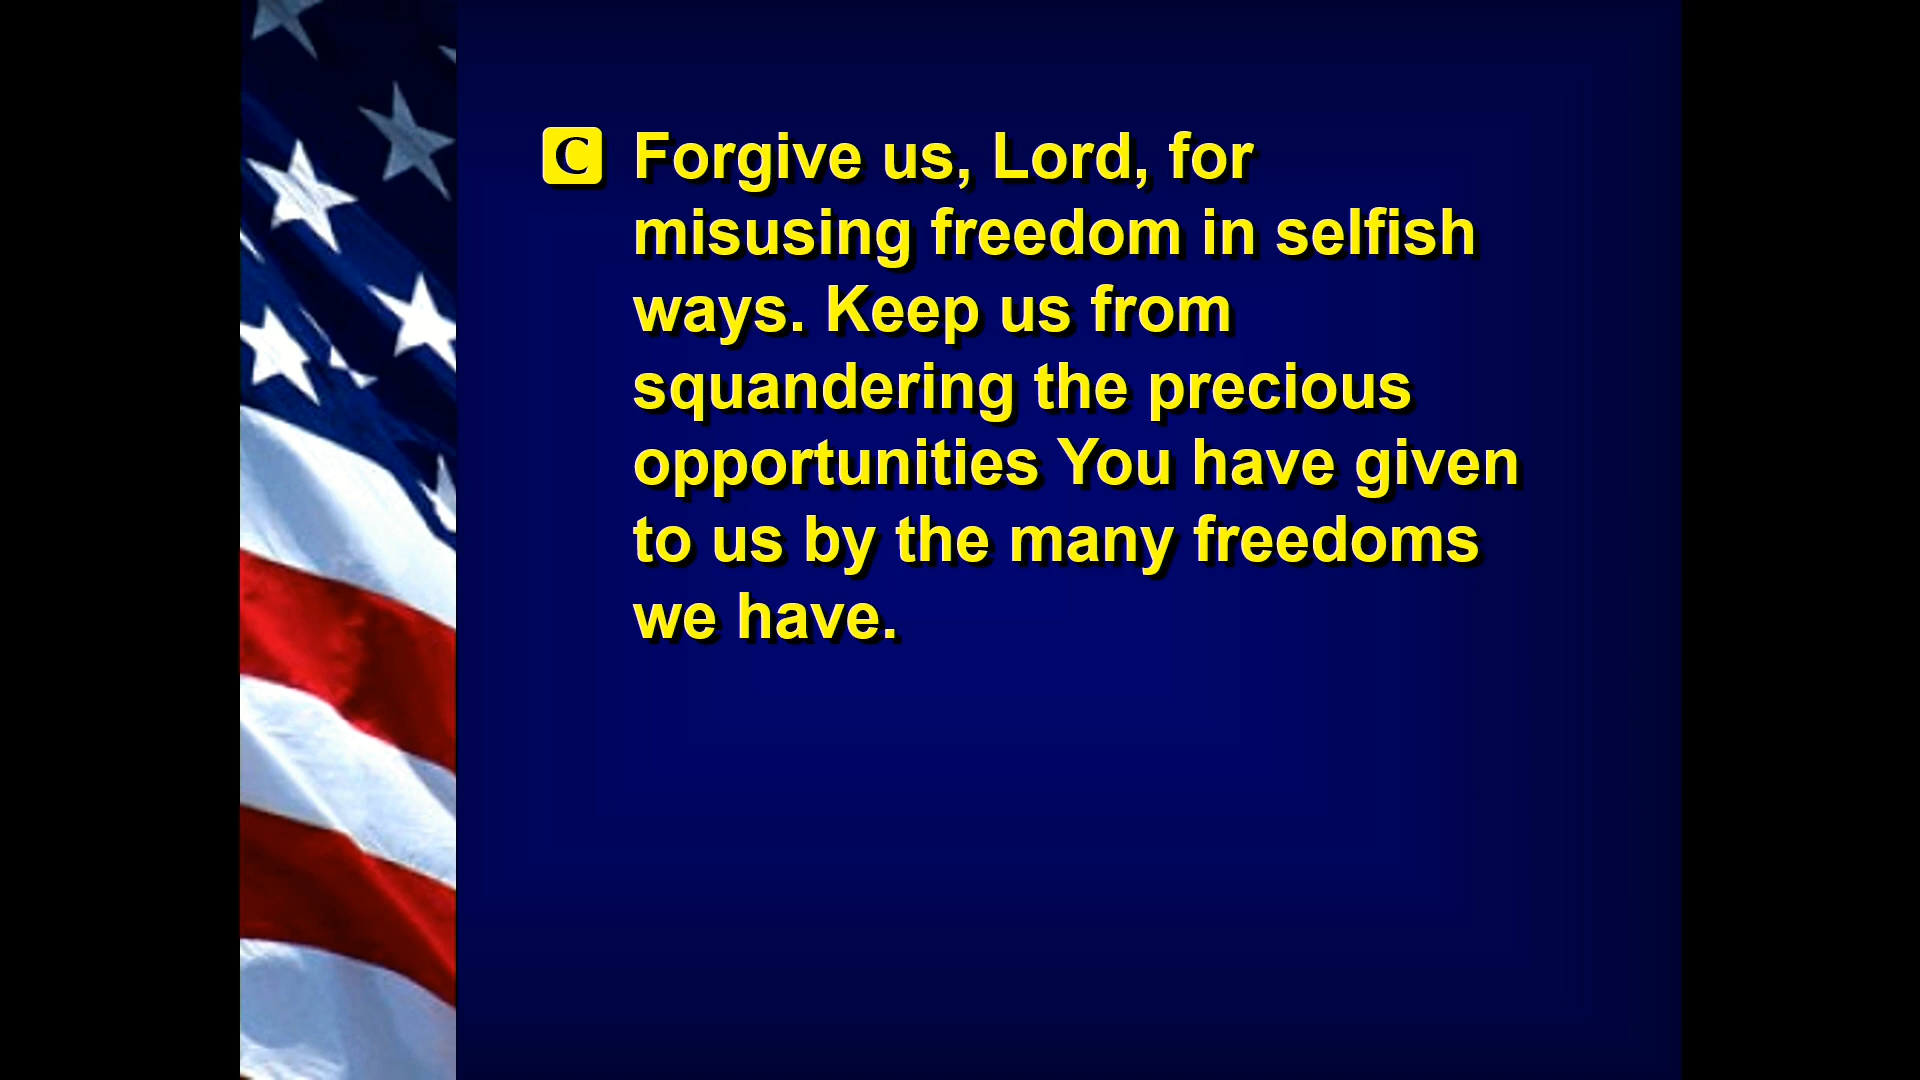 C Forgive us, Lord, for
misusing freedom in selfish
ways. Keep us from
squandering the precious
opportunities You have given
to us by the many freedoms
we have.